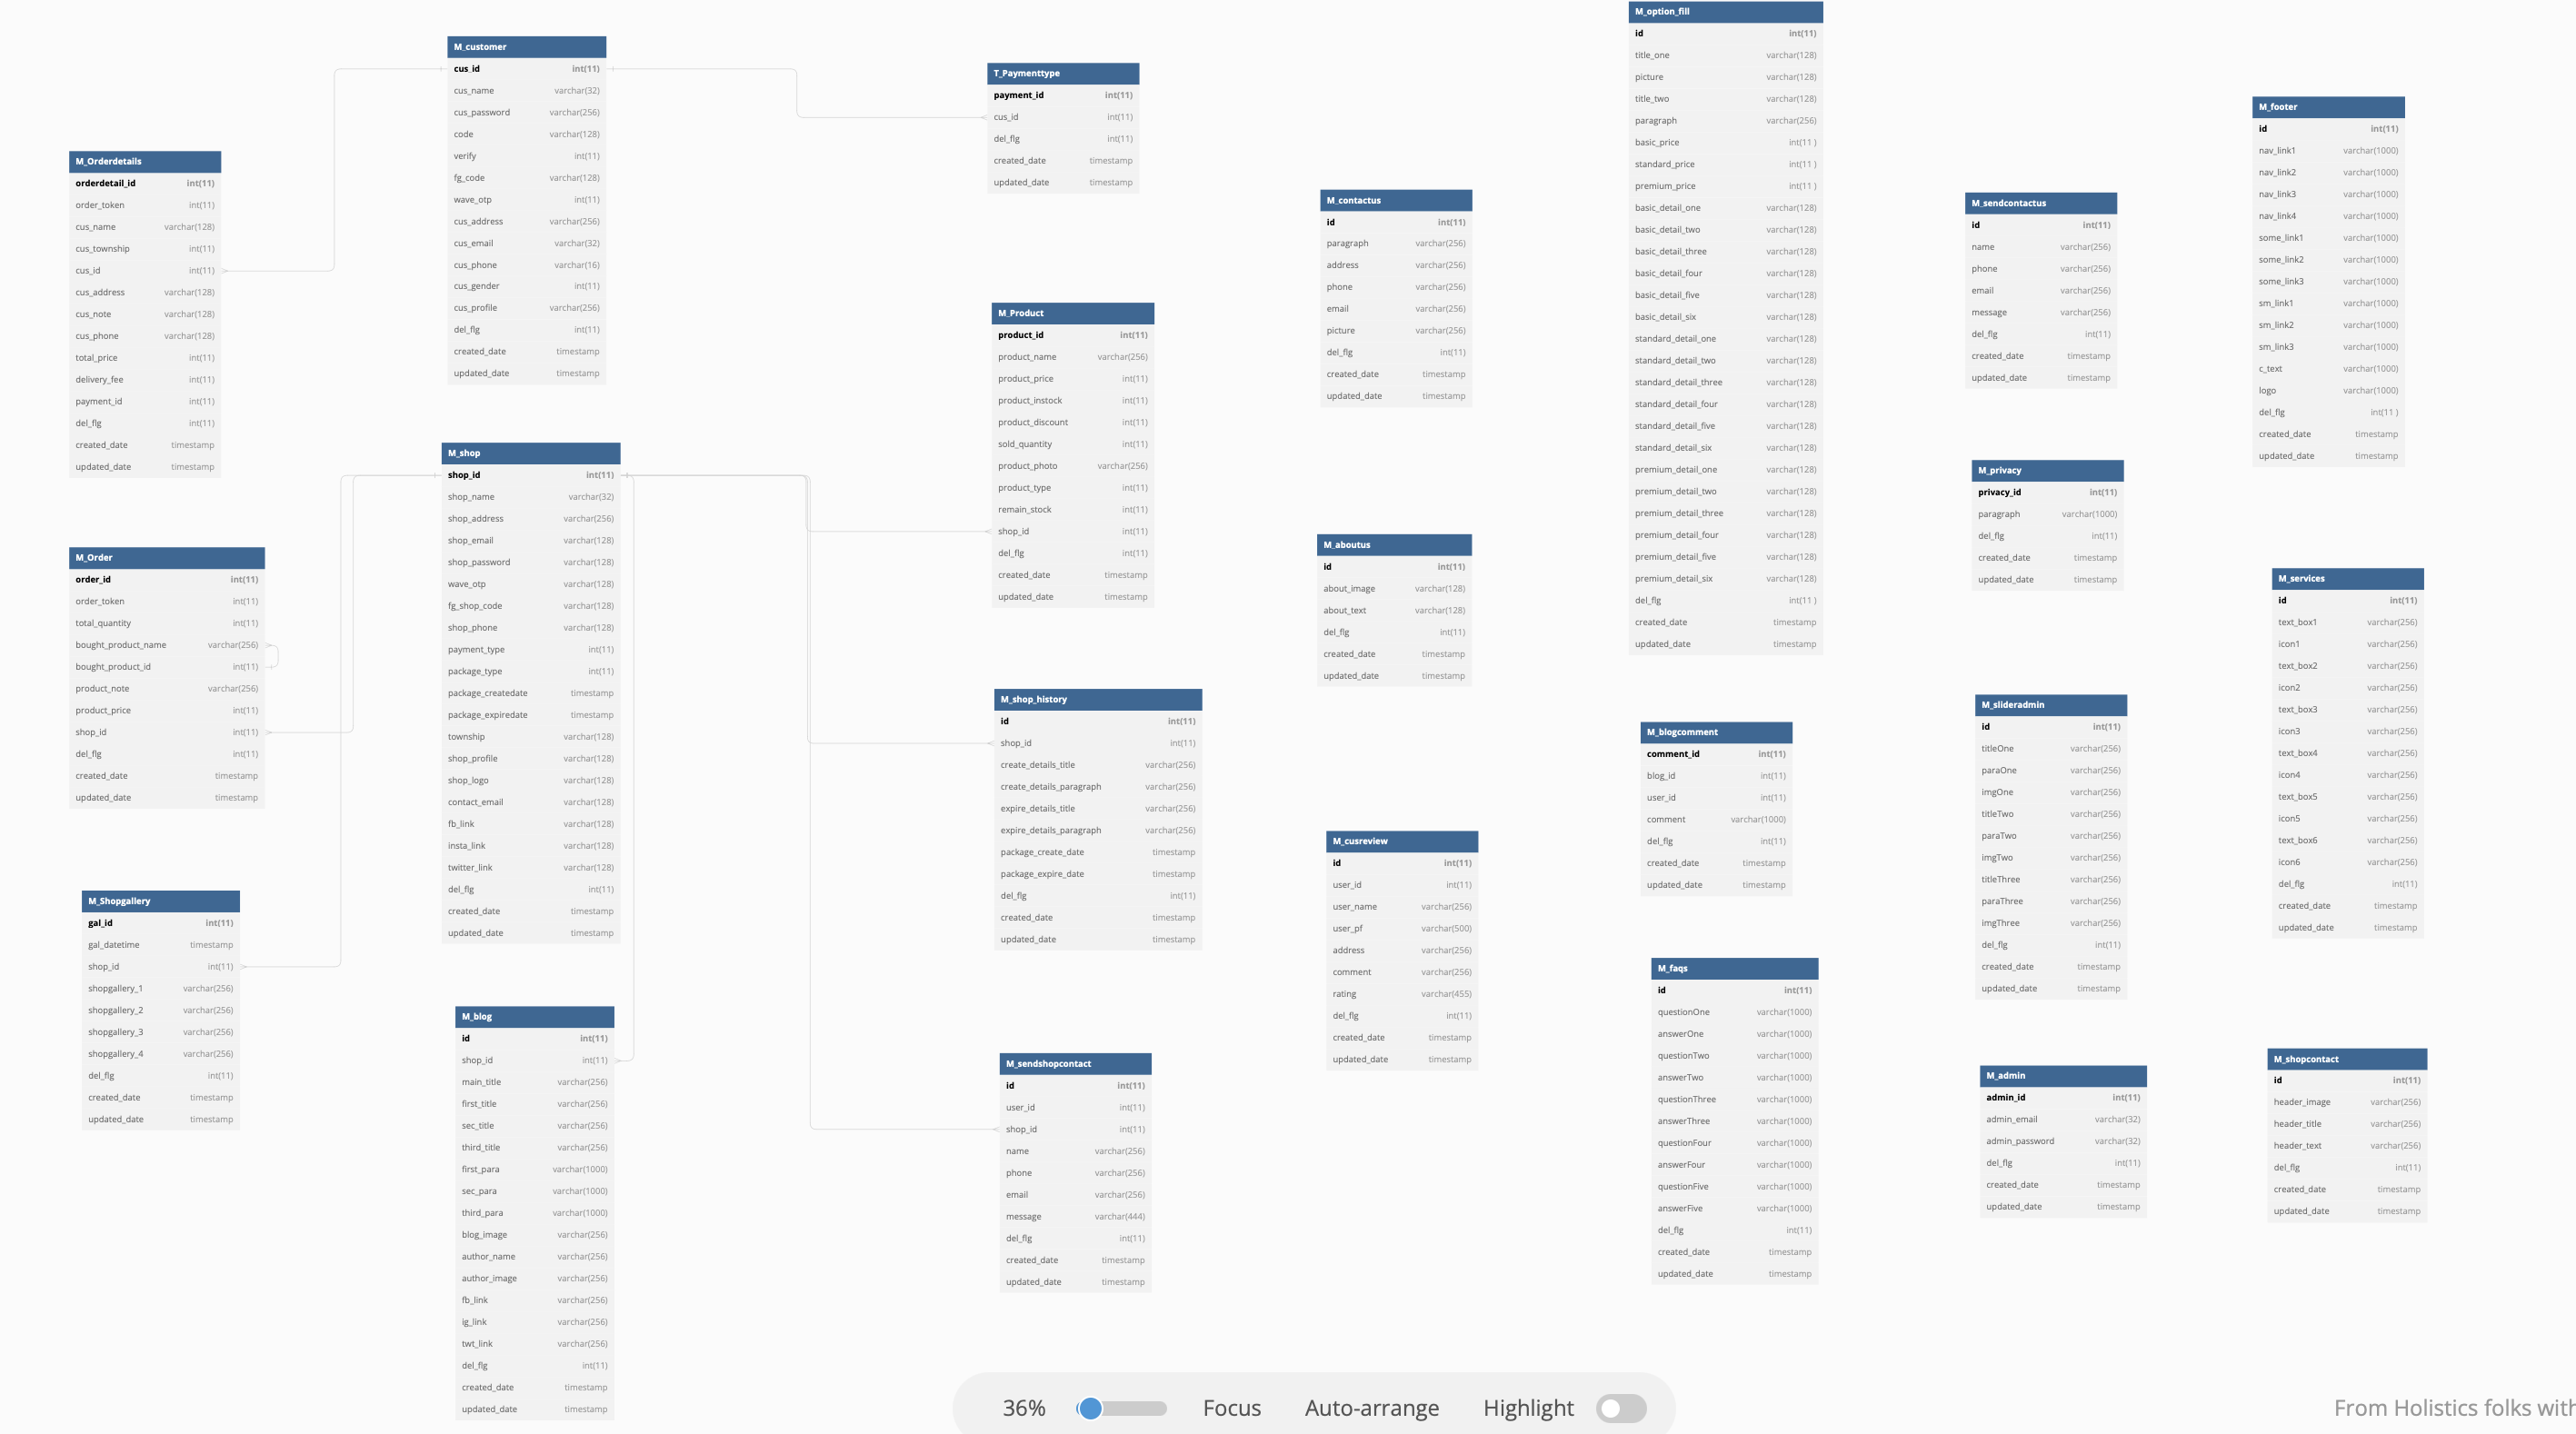 M_customer
cus_id int(11)
cus_name varchar(32)
cus_password varchar(256)
code varchar(128)
verify int(11)
fg_code varchar(128)
wave_otp int(11)
cus_address varchar(256)
cus_email varchar(32)
cus_phone varchar(16)
cus_gender int(11)
cus_profile varchar(256)
del_flg int(11)
created_date timestamp
updated_date timestamp
M_Orderdetails
orderdetail_id int(11)
order_token int(11)
cus_name varchar(128)
cus_township int(11)
cus_id int(11)
cus_address varchar(128)
cus_note varchar(128)
cus_phone varchar(128)
total_price int(11)
delivery_fee int(11)
payment_id int(11)
del_flg int(11)
created_date timestamp
updated_date timestamp
M_Order
order_id int(11)
order_token int(11)
total_quantity int(11)
bought_product_name varchar(256)
bought_product_id int(11)
product_note varchar(256)
product_price int(11)
shop_id int(11)
del_flg int(11)
created_date timestamp
updated_date timestamp
M_Shopgallery
gal_id int(11)
gal_datetime timestamp
shop_id int(11)
shopgallery_1 varchar(256)
shopgallery_2 varchar(256)
shopgallery_3 varchar(256)
shopgallery_4 varchar(256)
del_flg int(11)
created_date timestamp
updated_date timestamp
M_shop
shop_id int(11)
shop_name varchar(32)
shop_address varchar(256)
shop_email varchar(128)
shop_password varchar(128)
wave_otp varchar(128)
fg_shop_code varchar(128)
shop_phone varchar(128)
payment_type int(11)
package_type int(11)
package_createdate timestamp
package_expiredate timestamp
township varchar(128)
shop_profile varchar(128)
shop_logo varchar(128)
contact_email varchar(128)
fb_link varchar(128)
insta_link varchar(128)
twitter_link varchar(128)
del_flg int(11)
created_date timestamp
updated_date timestamp
M_blog
id int(11)
shop_id int(11)
main_title varchar(256)
first_title varchar(256)
sec_title varchar(256)
third_title varchar(256)
first_para varchar(1000)
sec_para varchar(1000)
third_para varchar(1000)
blog_image varchar(256)
author_name varchar(256)
author_image varchar(256)
fb_link varchar(256)
ig_link varchar(256)
twt_link varchar(256)
del_flg int(11)
created_date timestamp
updated_date timestamp
T_Paymenttype
payment_id int(11)
cus_id int(11)
del_flg int(11)
created_date timestamp
updated_date timestamp
M_Product
product_id int(11)
product_name varchar(256)
product_price int(11)
product_instock int(11)
product_discount int(11)
sold_quantity int(11)
product_photo varchar(256)
product_type int(11)
remain_stock int(11)
shop_id int(11)
del_flg int(11)
created_date timestamp
updated_date timestamp
M_shop_history
id int(11)
shop_id int(11)
create_details_title varchar(256)
create_details_paragraph varchar(256)
expire_details_title varchar(256)
expire_details_paragraph varchar(256)
package_create_date timestamp
package_expire_date timestamp
del_flg int(11)
created_date timestamp
updated_date timestamp
M_sendshopcontact
id int(11)
user_id int(11)
shop_id int(11)
name varchar(256)
phone varchar(256)
email varchar(256)
message varchar(444)
del_flg int(11)
created_date timestamp
updated_date timestamp
M_contactus
id int(11)
paragraph varchar(256)
address varchar(256)
phone varchar(256)
email varchar(256)
picture varchar(256)
del_flg int(11)
created_date timestamp
updated_date timestamp
M_aboutus
id int(11)
about_image varchar(128)
about_text varchar(128)
del_flg int(11)
created_date timestamp
updated_date timestamp
M_cusreview
id int(11)
user_id int(11)
user_name varchar(256)
user_pf varchar(500)
address varchar(256)
comment varchar(256)
rating varchar(455)
del_flg int(11)
created_date timestamp
updated_date timestamp
M_option_fill
id int(11)
title_one varchar(128)
picture varchar(128)
title_two varchar(128)
paragraph varchar(256)
basic_price int(11 )
standard_price int(11 )
premium_price int(11 )
basic_detail_one varchar(128)
basic_detail_two varchar(128)
basic_detail_three varchar(128)
basic_detail_four varchar(128)
basic_detail_five varchar(128)
basic_detail_six varchar(128)
standard_detail_one varchar(128)
standard_detail_two varchar(128)
standard_detail_three varchar(128)
standard_detail_four varchar(128)
standard_detail_five varchar(128)
standard_detail_six varchar(128)
premium_detail_one varchar(128)
premium_detail_two varchar(128)
premium_detail_three varchar(128)
premium_detail_four varchar(128)
premium_detail_five varchar(128)
premium_detail_six varchar(128)
del_flg int(11 )
created_date timestamp
updated_date timestamp
M_blogcomment
comment_id int(11)
blog_id int(11)
user_id int(11)
comment varchar(1000)
del_flg int(11)
created_date timestamp
updated_date timestamp
M_faqs
id int(11)
questionOne varchar(1000)
answerOne varchar(1000)
questionTwo varchar(1000)
answerTwo varchar(1000)
questionThree varchar(1000)
answerThree varchar(1000)
questionFour varchar(1000)
answerFour varchar(1000)
questionFive varchar(1000)
answerFive varchar(1000)
del_flg int(11)
created_date timestamp
updated_date timestamp
M_sendcontactus
id int(11)
name varchar(256)
phone varchar(256)
email varchar(256)
message varchar(256)
del_flg int(11)
created_date timestamp
updated_date timestamp
M_privacy
privacy_id int(11)
paragraph varchar(1000)
del_flg int(11)
created_date timestamp
updated_date timestamp
M_slideradmin
id int(11)
titleOne varchar(256)
paraOne varchar(256)
imgOne varchar(256)
titleTwo varchar(256)
paraTwo varchar(256)
imgTwo varchar(256)
titleThree varchar(256)
paraThree varchar(256)
imgThree varchar(256)
del_flg int(11)
created_date timestamp
updated_date timestamp
M_admin
admin_id int(11)
admin_email varchar(32)
admin_password varchar(32)
del_flg int(11)
created_date timestamp
updated_date timestamp
M_footer
id int(11)
nav_link1 varchar(1000)
nav_link2 varchar(1000)
nav_link3 varchar(1000)
nav_link4 varchar(1000)
some_link1 varchar(1000)
some_link2 varchar(1000)
some_link3 varchar(1000)
sm_link1 varchar(1000)
sm_link2 varchar(1000)
sm_link3 varchar(1000)
c_text varchar(1000)
logo varchar(1000)
del_flg int(11 )
created_date timestamp
updated_date timestamp
M_services
id int(11)
text_box1 varchar(256)
icon1 varchar(256)
text_box2 varchar(256)
icon2 varchar(256)
text_box3 varchar(256)
icon3 varchar(256)
text_box4 varchar(256)
icon4 varchar(256)
text_box5 varchar(256)
icon5 varchar(256)
text_box6 varchar(256)
icon6 varchar(256)
del_flg int(11)
created_date timestamp
updated_date timestamp
M_shopcontact
id int(11)
header_image varchar(256)
header_title varchar(256)
header_text varchar(256)
del_flg int(11)
created_date timestamp
updated_date timestamp
36% Focus Auto-arrange Highlight
From Holistics folks with